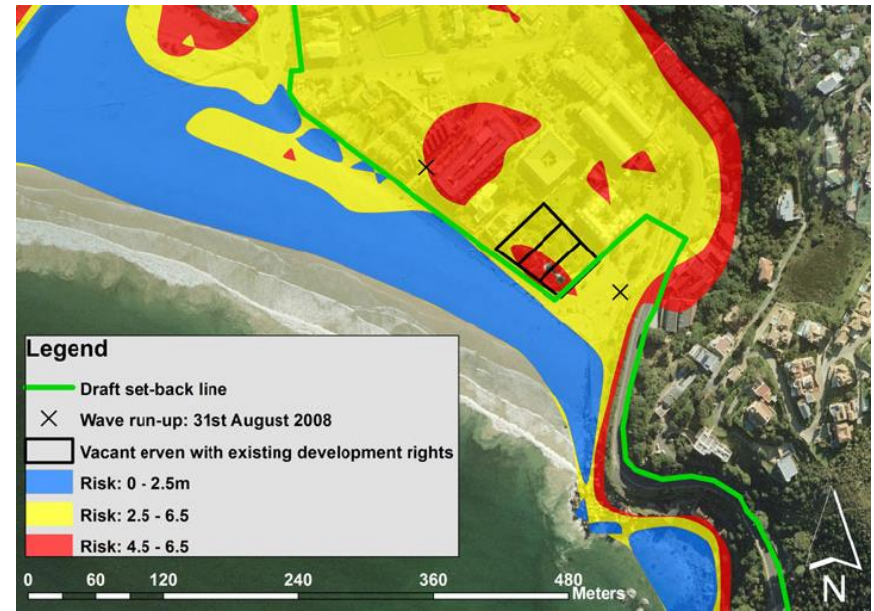 Legend
Draft set-back line
Wave run-up: 31st August 2008
Vacant erven with existing development rights
Risk: 0 - 2.5m
Risk: 2.5 - 6.5
Risk: 4.5 - 6.5
0 60 120 240 360 480 Meters
N